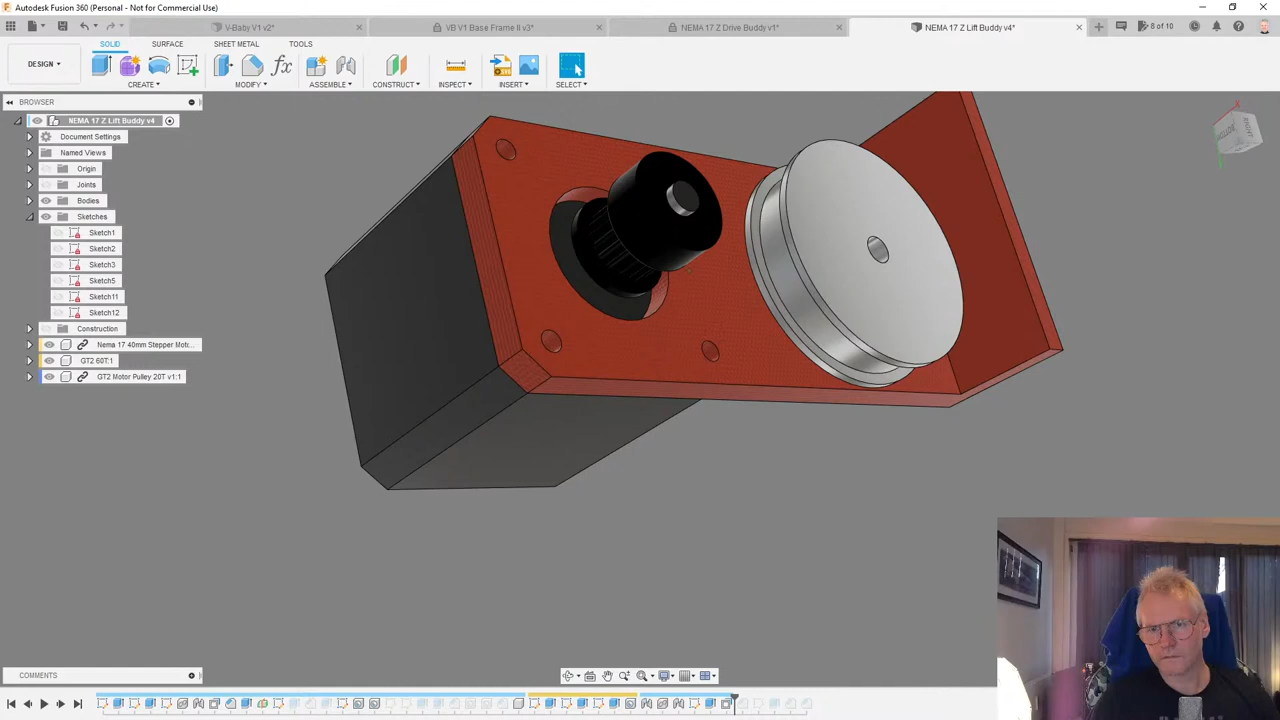 Autodesk Fusion 360 (Personal - Not for Commercial Use)
V-Baby V1 v2*
VB V1 Base Frame II v3*
NEMA 17 Z Drive Buddy v1*
NEMA 17 Z Lift Buddy v4*
8 of 10
SOLID
SURFACE
SHEET METAL
TOOLS
DESIGN
CREATE
MODIFY
ASSEMBLE
CONSTRUCT
INSPECT
INSERT
SELECT
BROWSER
NEMA 17 Z Lift Buddy v4
Document Settings
Named Views
Origin
Joints
Bodies
Sketches
Sketch1
Sketch2
Sketch3
Sketch5
Sketch11
Sketch12
Construction
Nema 17 40mm Stepper Motc...
GT2 60T:1
GT2 Motor Pulley 20T v1:1
RIGHT
COMMENTS